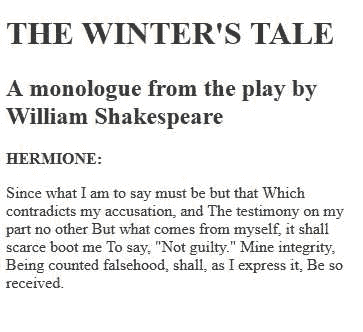 THE WINTER'S TALE
A monologue from the play by
William Shakespeare
HERMIONE:
Since what I am to say must be but that Which
contradicts my accusation, and The testimony on my
part no other But what comes from myself, it shall
scarce boot me To say, "Not guilty." Mine integrity,
Being counted falsehood, shall, as I express it, Be so
received.